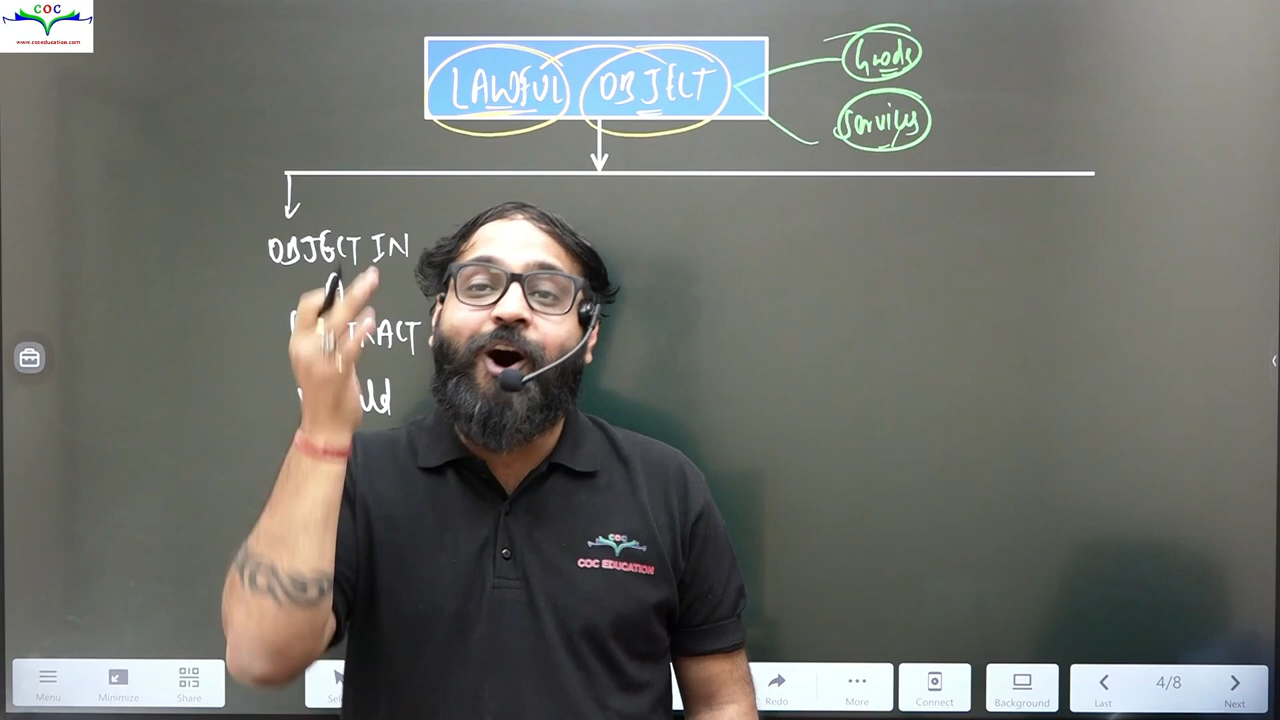 COC
www.coceducation.com
LAWFUL OBJECT
Goods
Services
OBJECT IN
COC
COC EDUCATION
Menu
Minimize
Share
Redo
More
Connect
Background
Last
4/8
Next